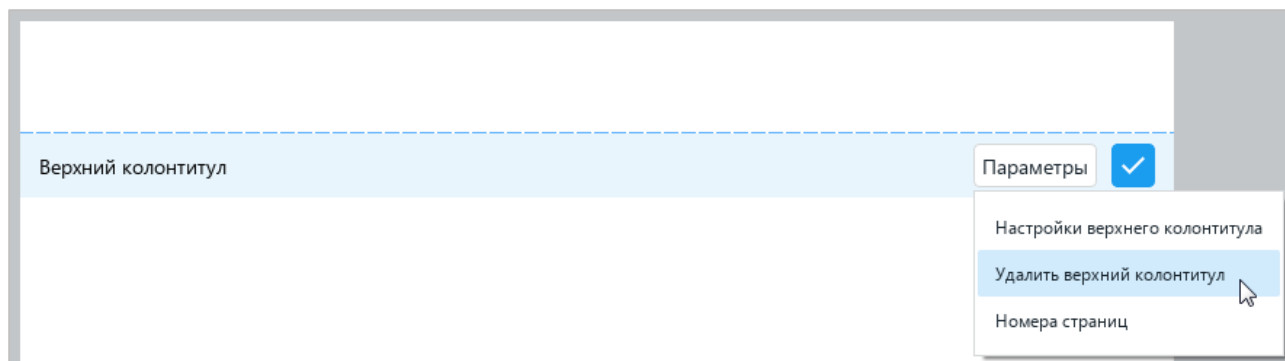 Верхний колонтитул
Параметры
Настройки верхнего колонтитула
Удалить верхний колонтитул
Номера страниц